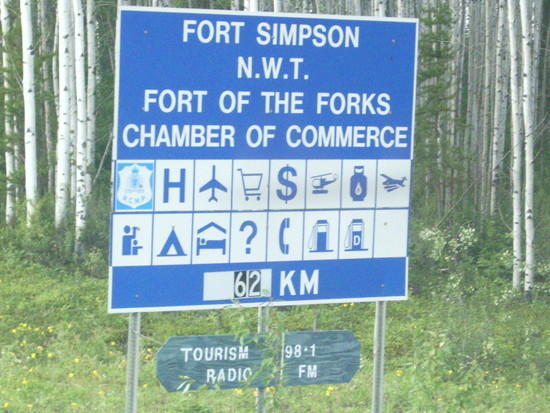 FORT SIMPSON
N.W.T.
FORT OF THE FORKS
CHAMBER OF COMMERCE
R.C.M.P.
H $
? D
62 KM
TOURISM 98.1
RADIO FM